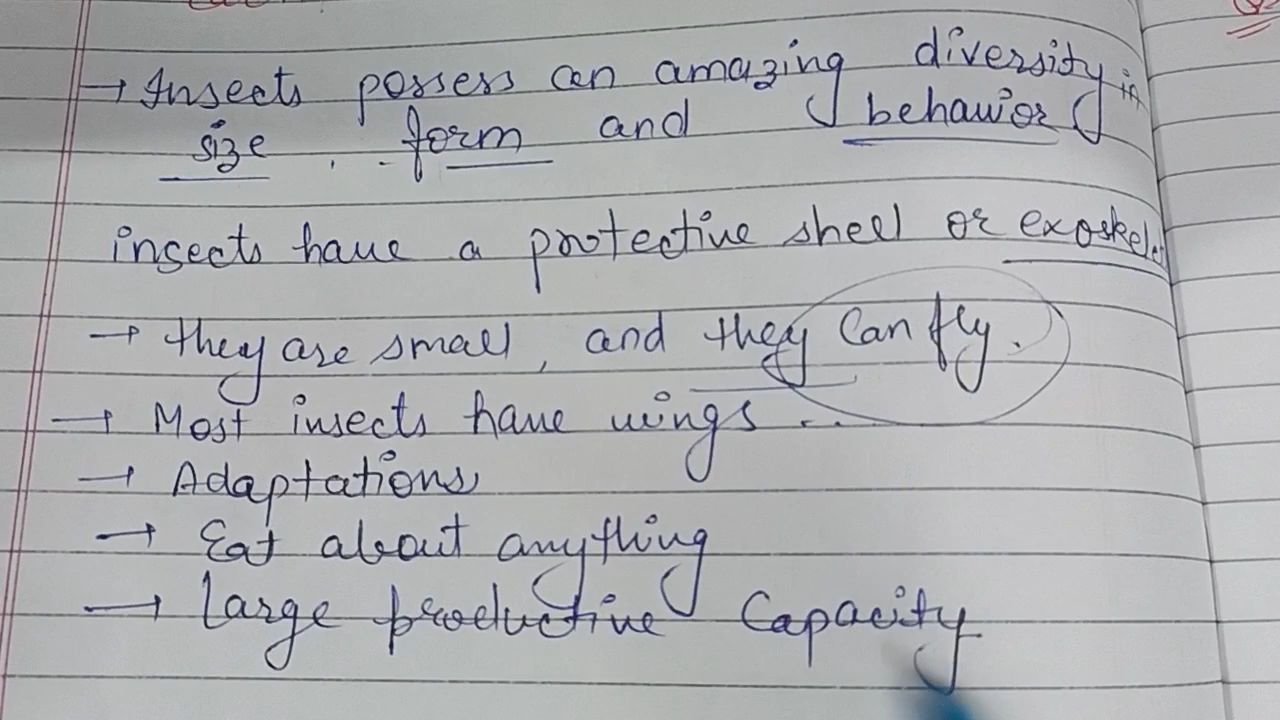 → Insects possess an amazing diversity in
size, form and behavior
insects have a protective shell or exoskele
→ they are small, and they can fly.
→ Most insects have wings ..
→ Adaptations
→ Eat about anything
→ Large productive capacity